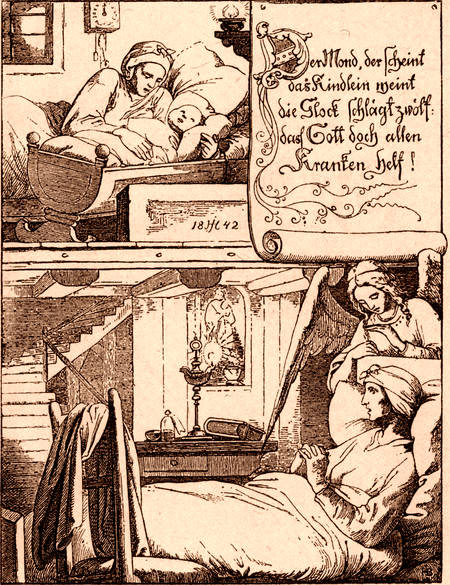 Der Mond, der scheint
das Kindlein weint
die Glock schlägt zwölf:
daß Gott doch allen
Kranken helf!
18 42